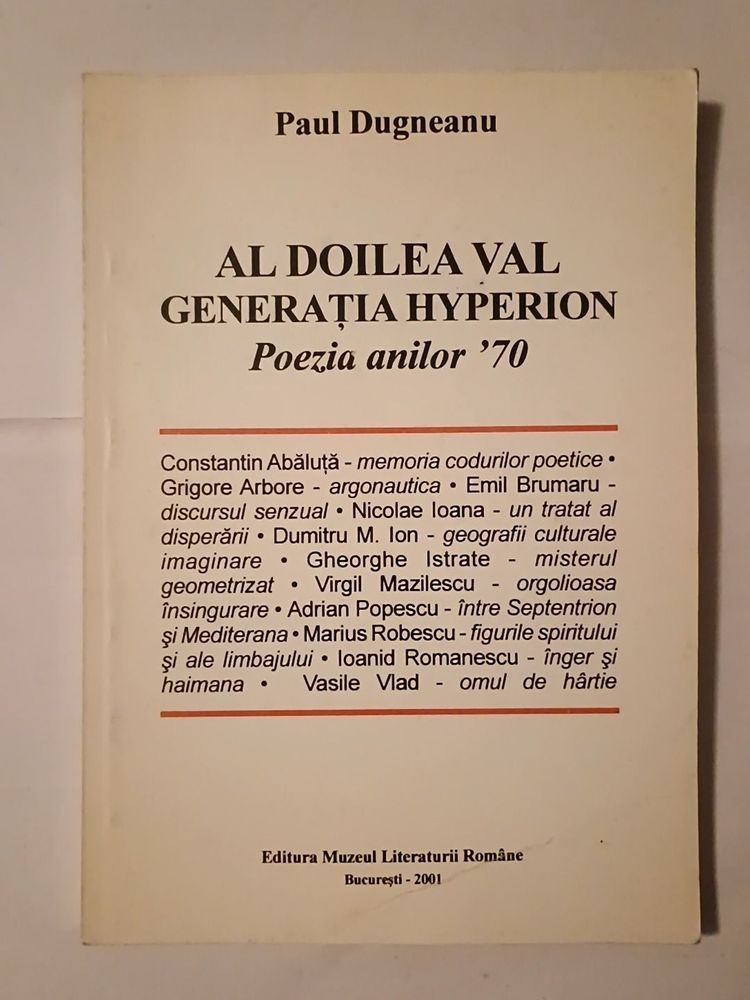 Paul Dugneanu
AL DOILEA VAL
GENERAȚIA HYPERION
Poezia anilor ’70
Constantin Abăluță - memoria codurilor poetice •
Grigore Arbore - argonautica • Emil Brumaru -
discursul senzual • Nicolae Ioana - un tratat al
disperării • Dumitru M. Ion - geografii culturale
imaginare • Gheorghe Istrate - misterul
geometrizat • Virgil Mazilescu - orgolioasa
însingurare • Adrian Popescu - între Septentrion
și Mediterana • Marius Robescu - figurile spiritului
și ale limbajului • Ioanid Romanescu - înger și
haimana • Vasile Vlad - omul de hârtie
Editura Muzeul Literaturii Române
București - 2001